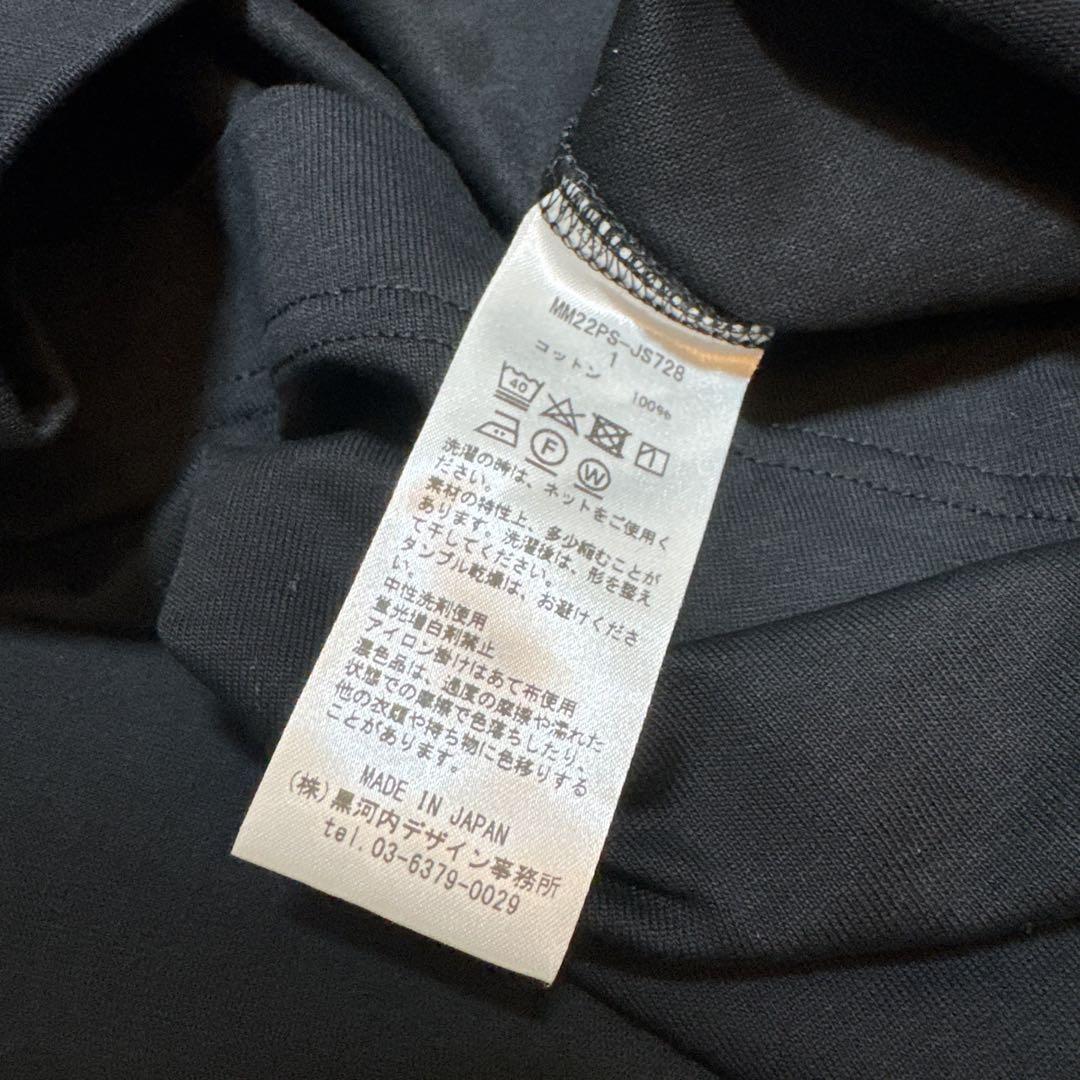 MM22PS-JS728
1
コットン 100%
40
F W
洗濯の時は、ネットをご使用く
ださい。
素材の特性上、多少縮むことが
あります。洗濯後は、形を整え
て干してください。
タンブル乾燥は、お避けくださ
い。
中性洗剤使用
蛍光増白剤禁止
アイロン掛けはあて布使用
濃色品は、過度の摩擦や濡れた
状態での摩擦で色落ちしたり、
他の衣類や持ち物に色移りする
ことがあります。
MADE IN JAPAN
(株)黒河内デザイン事務所
tel.03-6379-0029